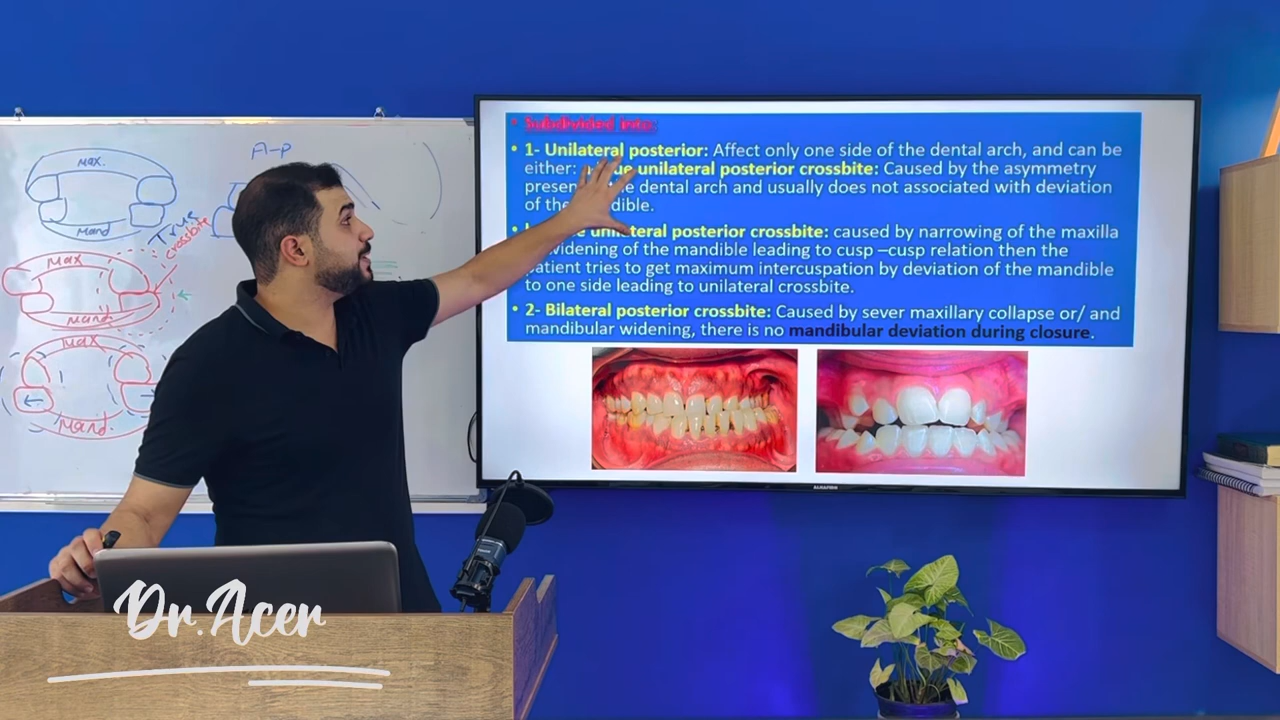 max.
mand
A-P
True
crossbite
max
mand.
max
mand.
Subdivided into:
1- Unilateral posterior: Affect only one side of the dental arch, and can be
either: unilateral posterior crossbite: Caused by the asymmetry
dental arch and usually does not associated with deviation
of the
posterior crossbite: caused by narrowing of the maxilla
widening of the mandible leading to cusp –cusp relation then the
patient tries to get maximum intercuspation by deviation of the mandible
to one side leading to unilateral crossbite.
2- Bilateral posterior crossbite: Caused by sever maxillary collapse or/ and
mandibular widening, there is no mandibular deviation during closure.
Dr.Acer